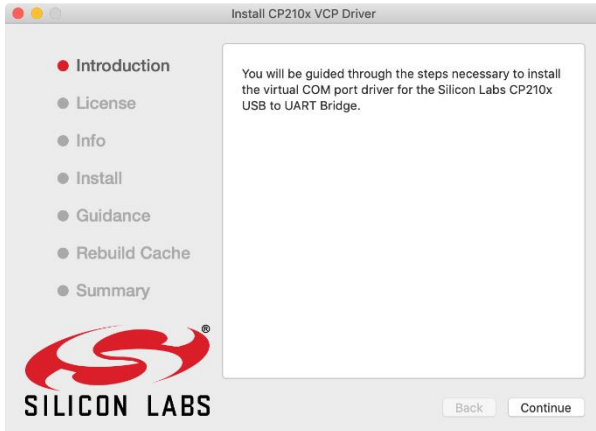 Install CP210x VCP Driver
Introduction
License
Info
Install
Guidance
Rebuild Cache
Summary
You will be guided through the steps necessary to install
the virtual COM port driver for the Silicon Labs CP210x
USB to UART Bridge.
®
SILICON LABS
Back
Continue